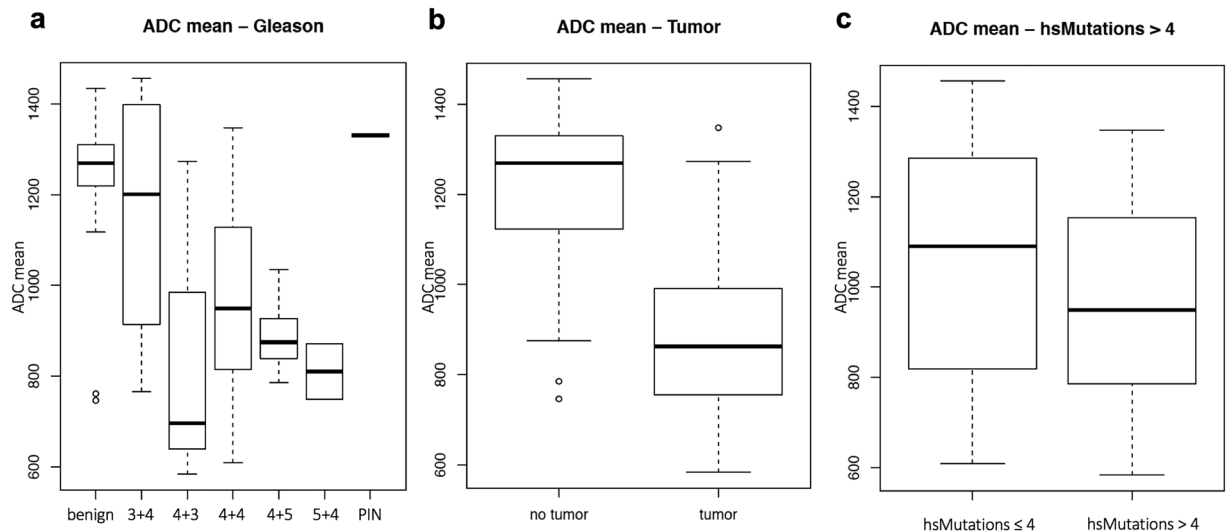 a
ADC mean – Gleason
ADC mean
1400
1200
1000
800
600
benign 3+4 4+3 4+4 4+5 5+4 PIN
b
ADC mean – Tumor
ADC mean
1400
1200
1000
800
600
no tumor tumor
c
ADC mean – hsMutations > 4
ADC mean
1400
1200
1000
800
600
hsMutations ≤ 4 hsMutations > 4